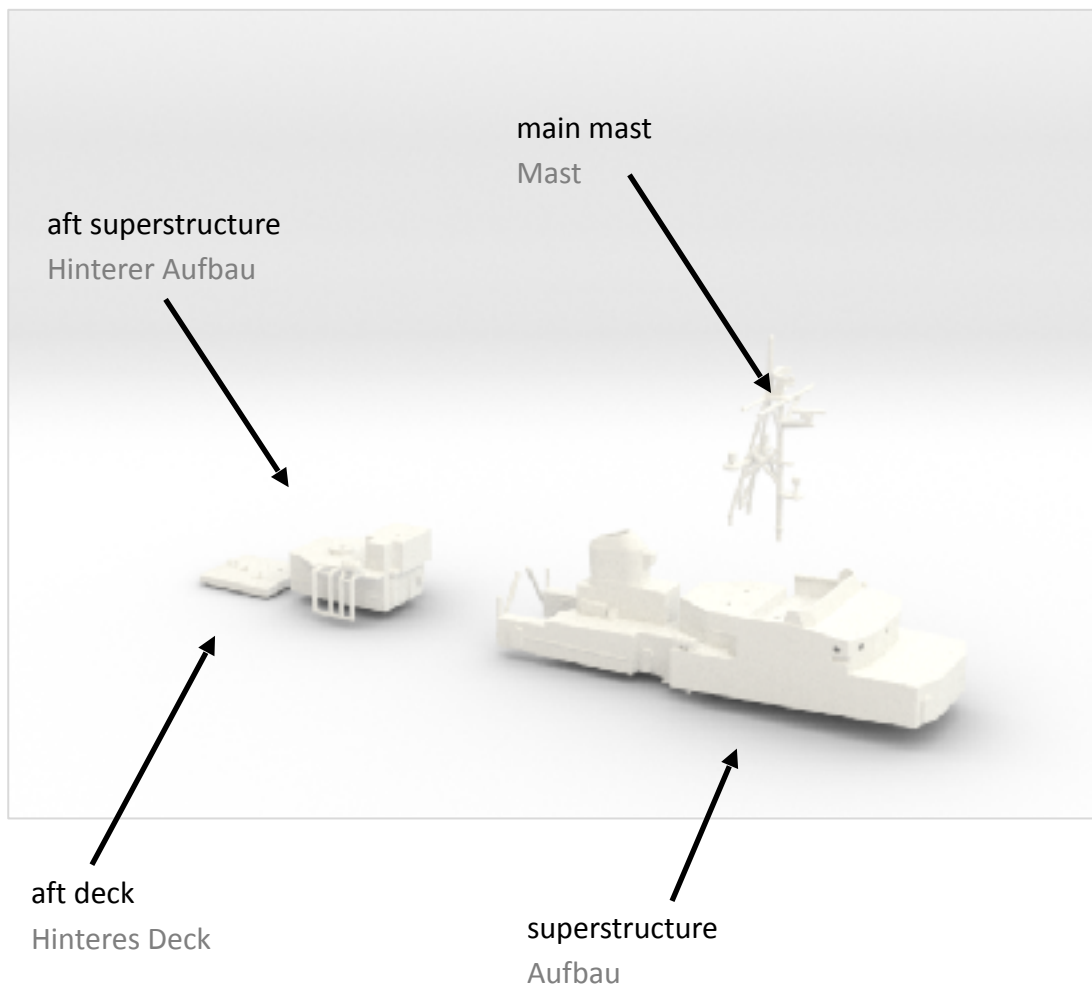 main mast
Mast
aft superstructure
Hinterer Aufbau
aft deck
Hinteres Deck
superstructure
Aufbau